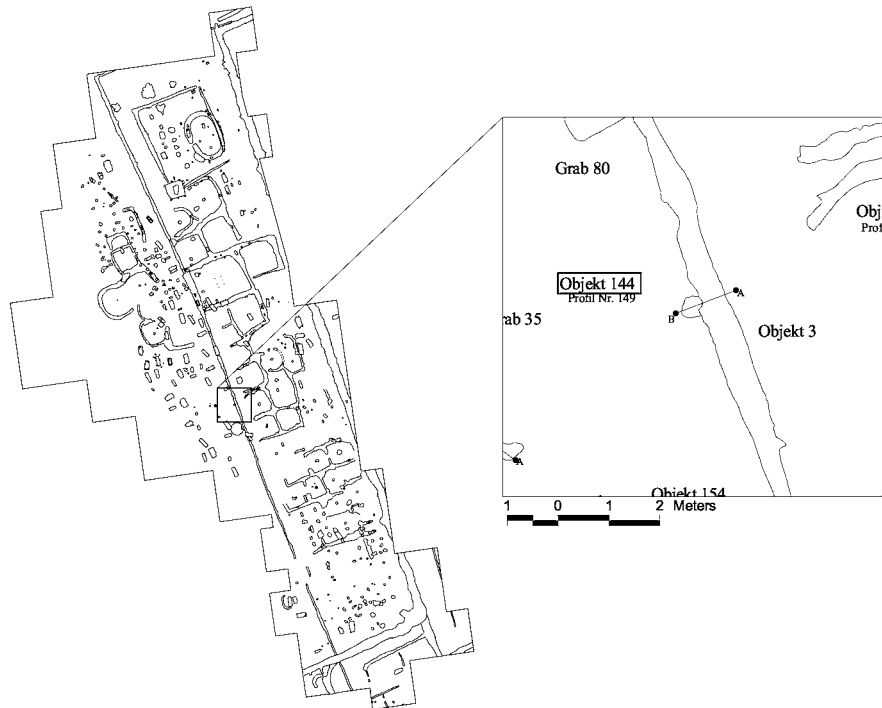 Grab 80
Obj
Prof
Objekt 144
Profil Nr. 149
A
B
rab 35
Objekt 3
A
Objekt 154
1 0 1 2 Meters